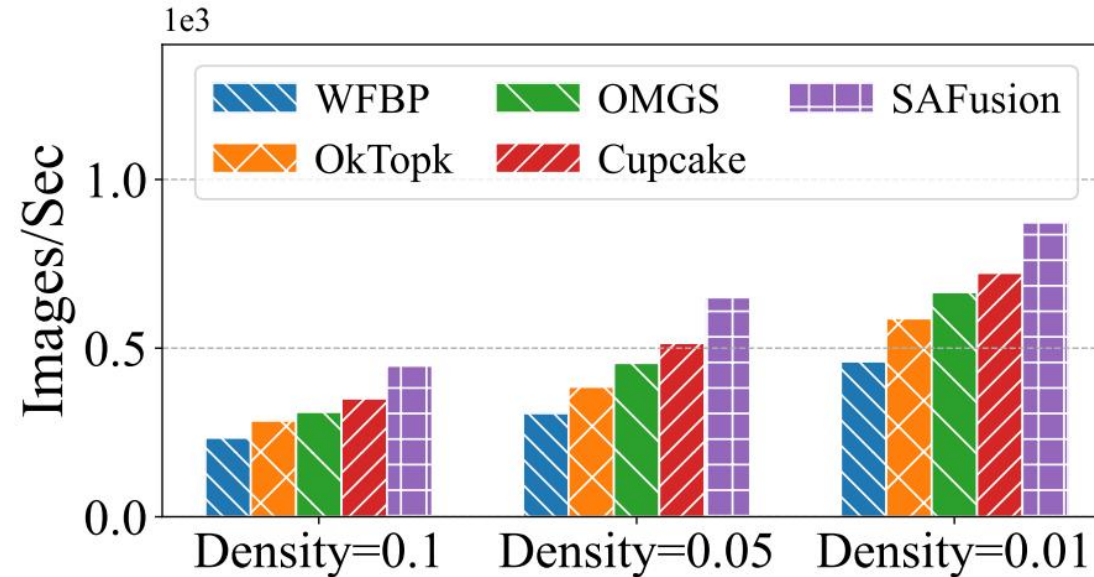 1e3
WFBP OMGS SAFusion
OkTopk Cupcake
Images/Sec
1.0
0.5
0.0
Density=0.1 Density=0.05 Density=0.01